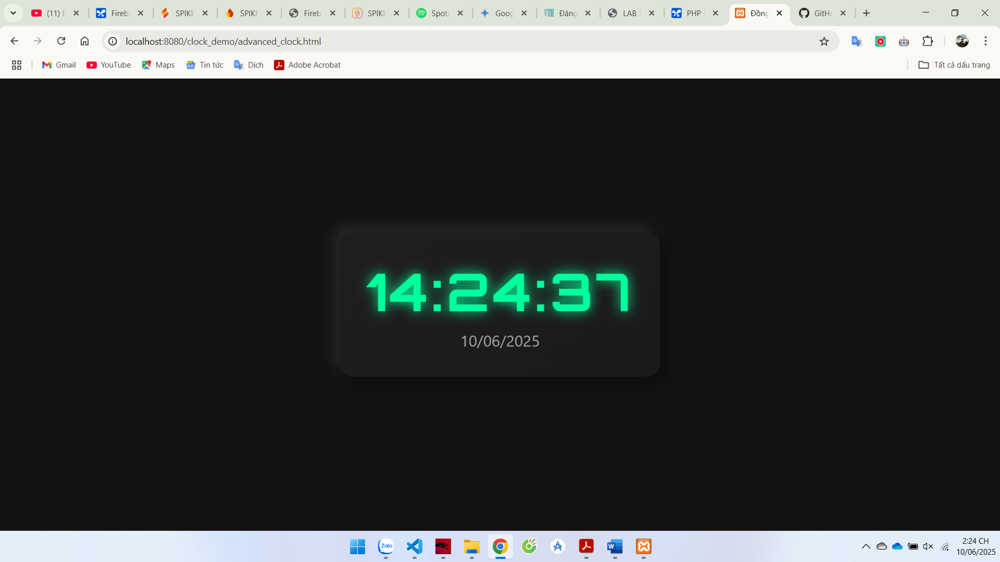 (11) E
Fireb
SPIKE
SPIKE
Fireb
SPIKE
Spoti
Goog
Đăng
LAB J
PHP
Đồng
GitHu
localhost:8080/clock_demo/advanced_clock.html
Gmail
YouTube
Maps
Tin tức
Dịch
Adobe Acrobat
Tất cả dấu trang
14:24:37
10/06/2025
Zalo
2:24 CH
10/06/2025